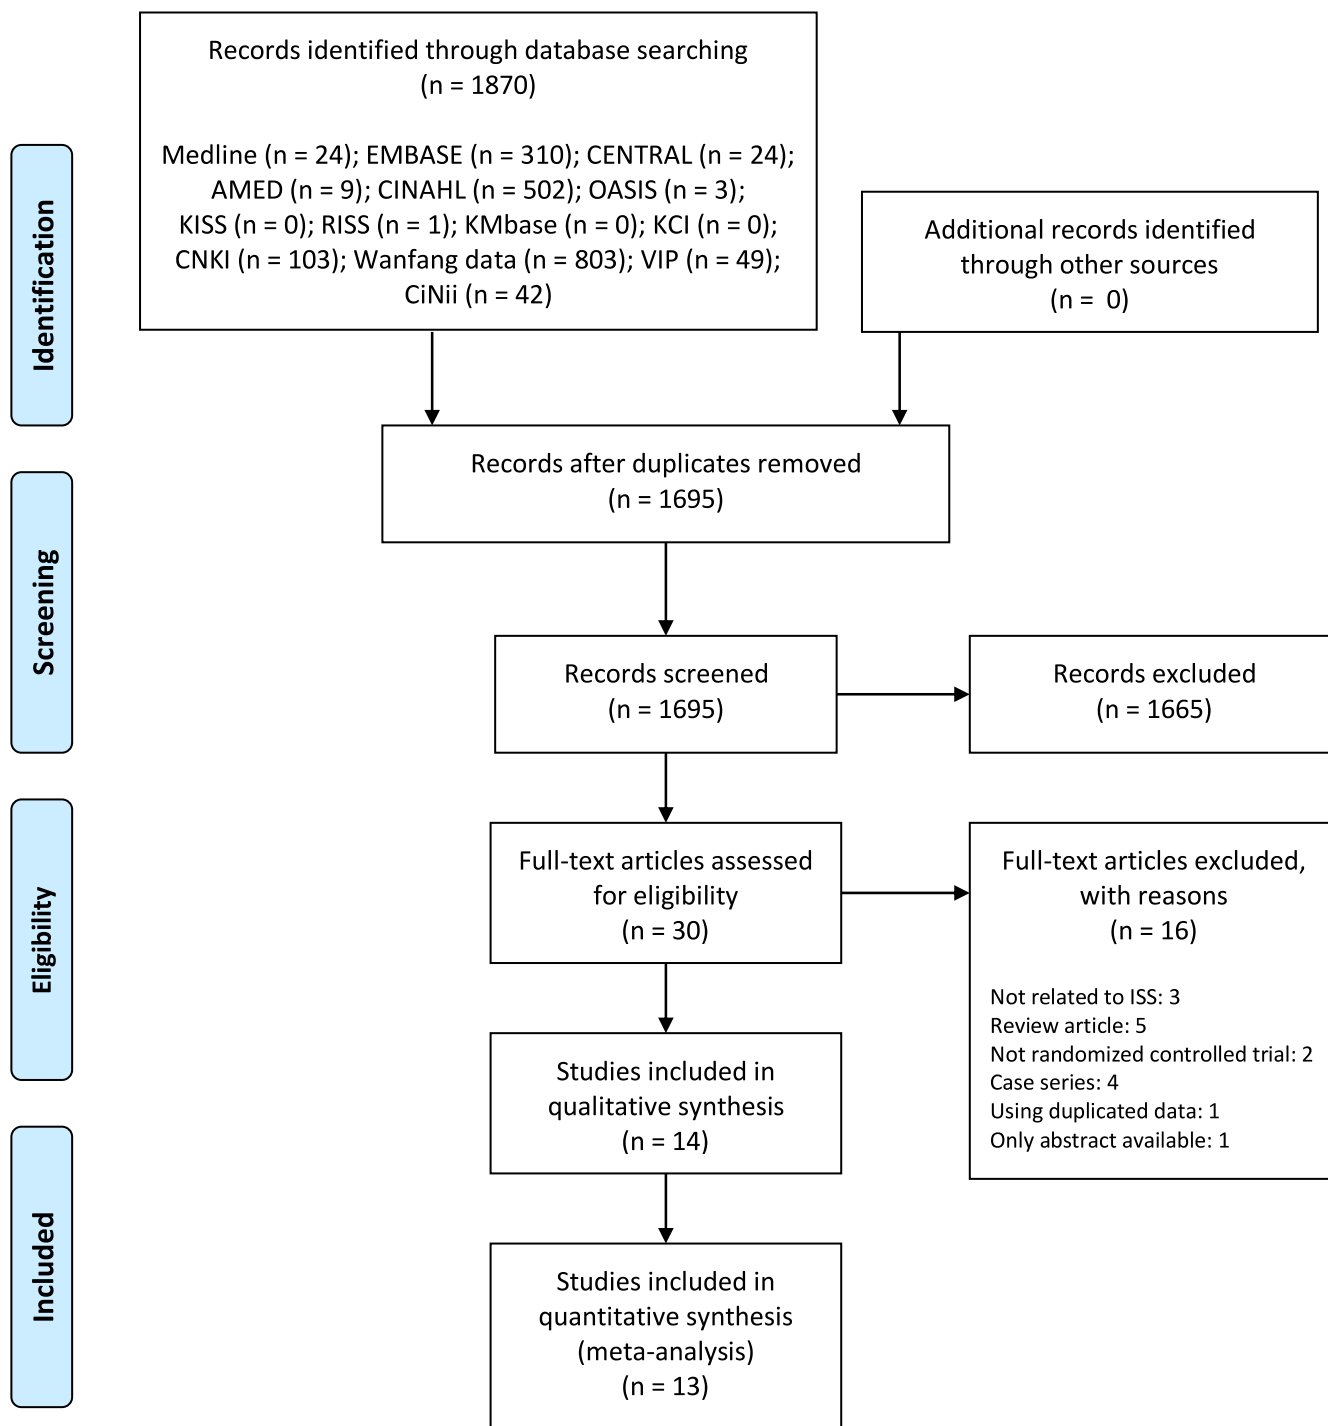 Records identified through database searching
(n = 1870)
Medline (n = 24); EMBASE (n = 310); CENTRAL (n = 24);
AMED (n = 9); CINAHL (n = 502); OASIS (n = 3);
KISS (n = 0); RISS (n = 1); KMbase (n = 0); KCI (n = 0);
CNKI (n = 103); Wanfang data (n = 803); VIP (n = 49);
CiNii (n = 42)
Additional records identified
through other sources
(n =  0)
Identification
Records after duplicates removed
(n = 1695)
Screening
Records screened
(n = 1695)
Records excluded
(n = 1665)
Eligibility
Full-text articles assessed
for eligibility
(n = 30)
Full-text articles excluded,
with reasons
(n = 16)
Not related to ISS: 3
Review article: 5
Not randomized controlled trial: 2
Case series: 4
Using duplicated data: 1
Only abstract available: 1
Studies included in
qualitative synthesis
(n = 14)
Included
Studies included in
quantitative synthesis
(meta-analysis)
(n = 13)